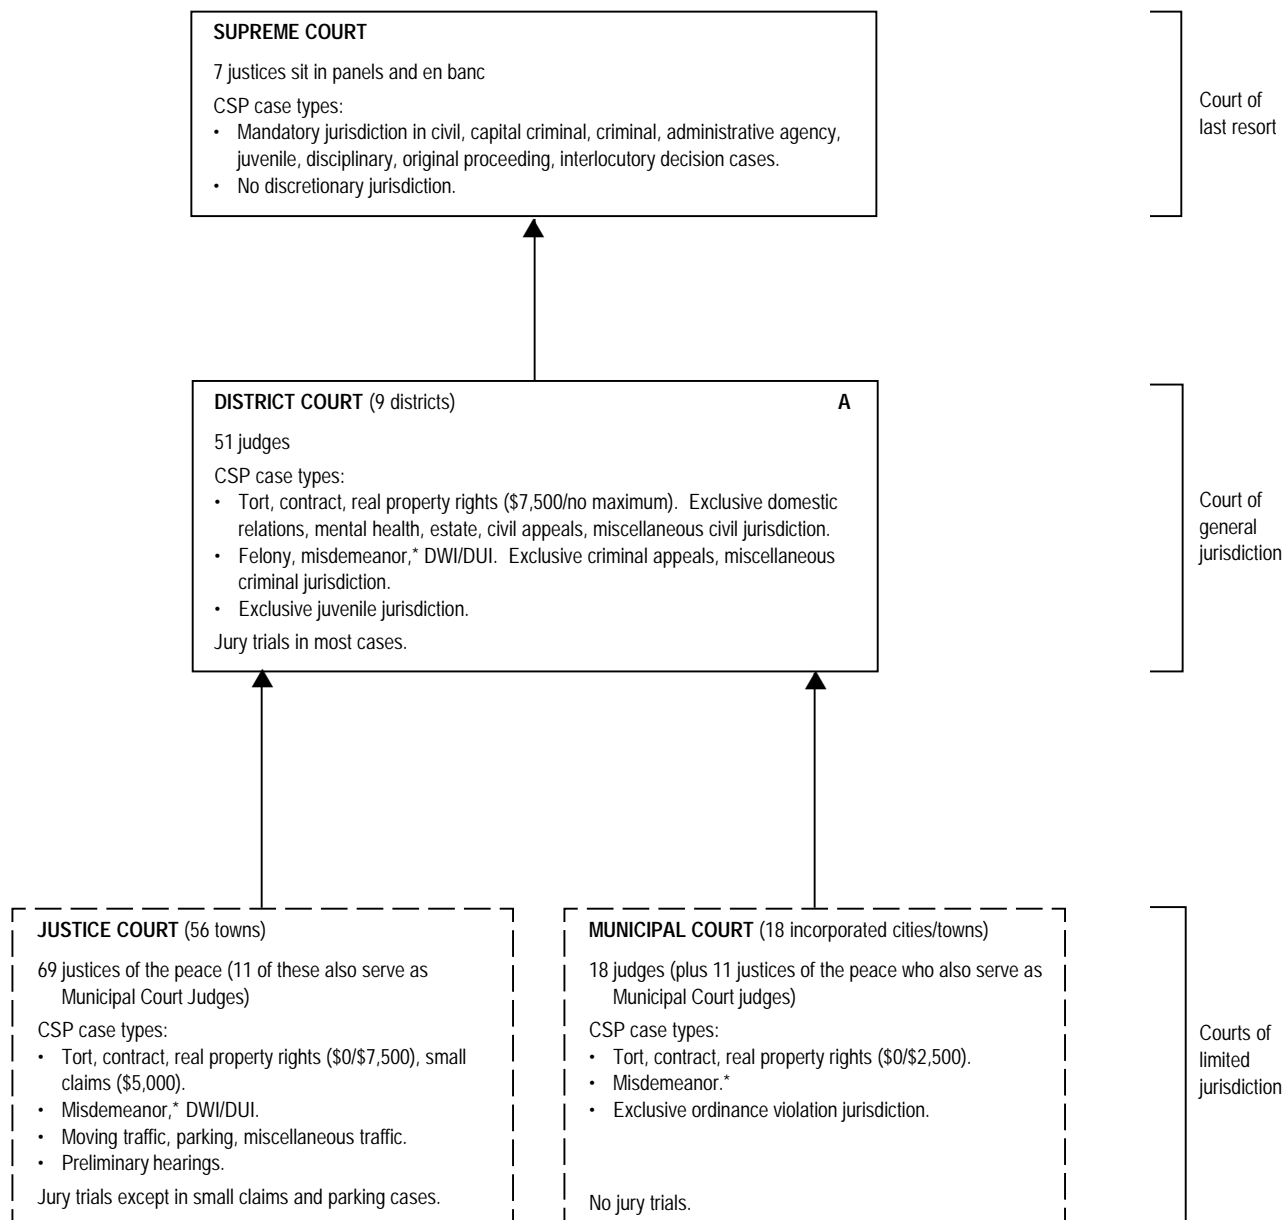 SUPREME COURT
7 justices sit in panels and en banc
CSP case types:
• Mandatory jurisdiction in civil, capital criminal, criminal, administrative agency,
juvenile, disciplinary, original proceeding, interlocutory decision cases.
• No discretionary jurisdiction.
Court of
last resort
DISTRICT COURT (9 districts) A
51 judges
CSP case types:
• Tort, contract, real property rights ($7,500/no maximum). Exclusive domestic
relations, mental health, estate, civil appeals, miscellaneous civil jurisdiction.
• Felony, misdemeanor,* DWI/DUI. Exclusive criminal appeals, miscellaneous
criminal jurisdiction.
• Exclusive juvenile jurisdiction.
Jury trials in most cases.
Court of
general
jurisdiction
JUSTICE COURT (56 towns)
69 justices of the peace (11 of these also serve as
Municipal Court Judges)
CSP case types:
• Tort, contract, real property rights ($0/$7,500), small
claims ($5,000).
• Misdemeanor,* DWI/DUI.
• Moving traffic, parking, miscellaneous traffic.
• Preliminary hearings.
Jury trials except in small claims and parking cases.
MUNICIPAL COURT (18 incorporated cities/towns)
18 judges (plus 11 justices of the peace who also serve as
Municipal Court judges)
CSP case types:
• Tort, contract, real property rights ($0/$2,500).
• Misdemeanor.*
• Exclusive ordinance violation jurisdiction.
No jury trials.
Courts of
limited
jurisdiction